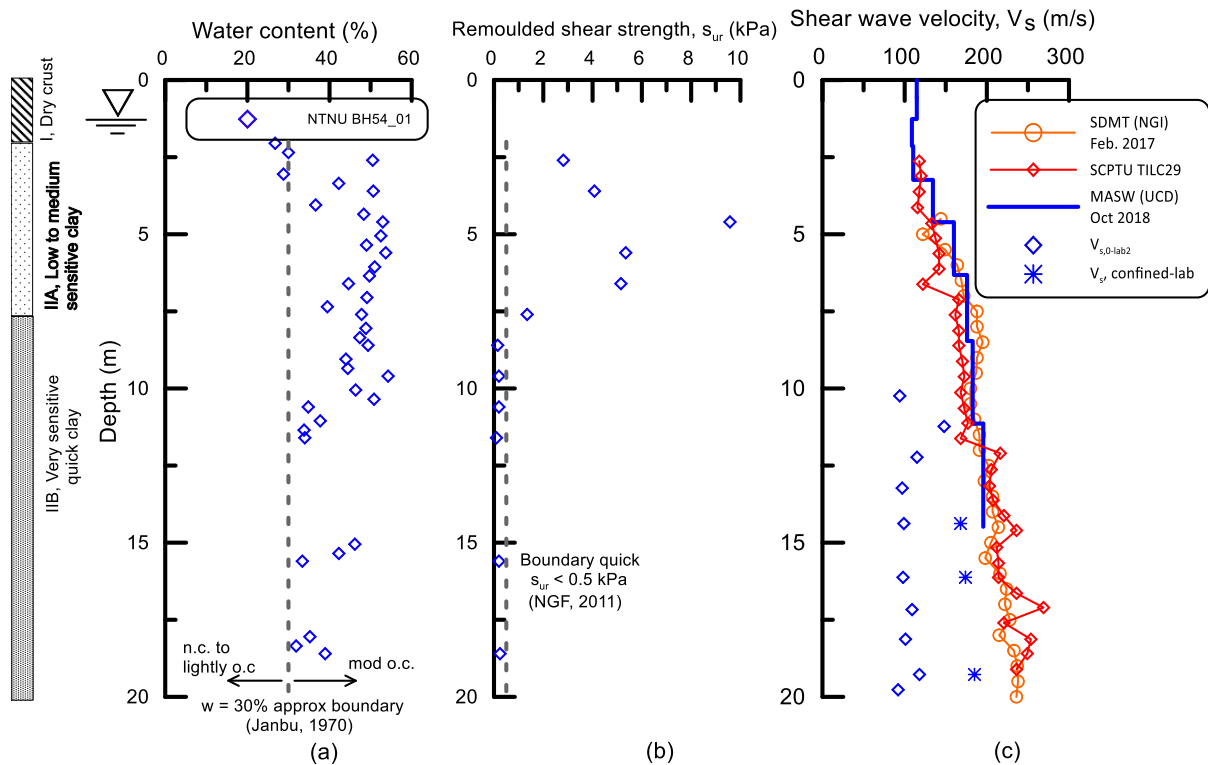 Water content (%)
0 20 40 60
0
5
10
15
20
Depth (m)
I, Dry crust
IIA, Low to medium
sensitive clay
IIB, Very sensitive
quick clay
NTNU BH54_01
n.c. to
lightly o.c
mod o.c.
w = 30% approx boundary
(Janbu, 1970)
(a)
Remoulded shear strength, sur (kPa)
0 2 4 6 8 10
0
5
10
15
20
Boundary quick
sur < 0.5 kPa
(NGF, 2011)
(b)
Shear wave velocity, VS (m/s)
0 100 200 300
0
5
10
15
20
SDMT (NGI)
Feb. 2017
SCPTU TILC29
MASW (UCD)
Oct 2018
Vs,0-lab2
Vs, confined-lab
(c)